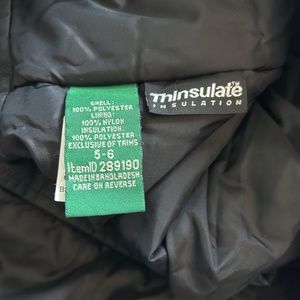 SHELL:
100% POLYESTER
LINING:
100% NYLON
INSULATION:
100% POLYESTER
EXCLUSIVE OF TRIMS
5-6
ItemID 289190
MADE IN BANGLADESH
CARE ON REVERSE
Thinsulate™
INSULATION